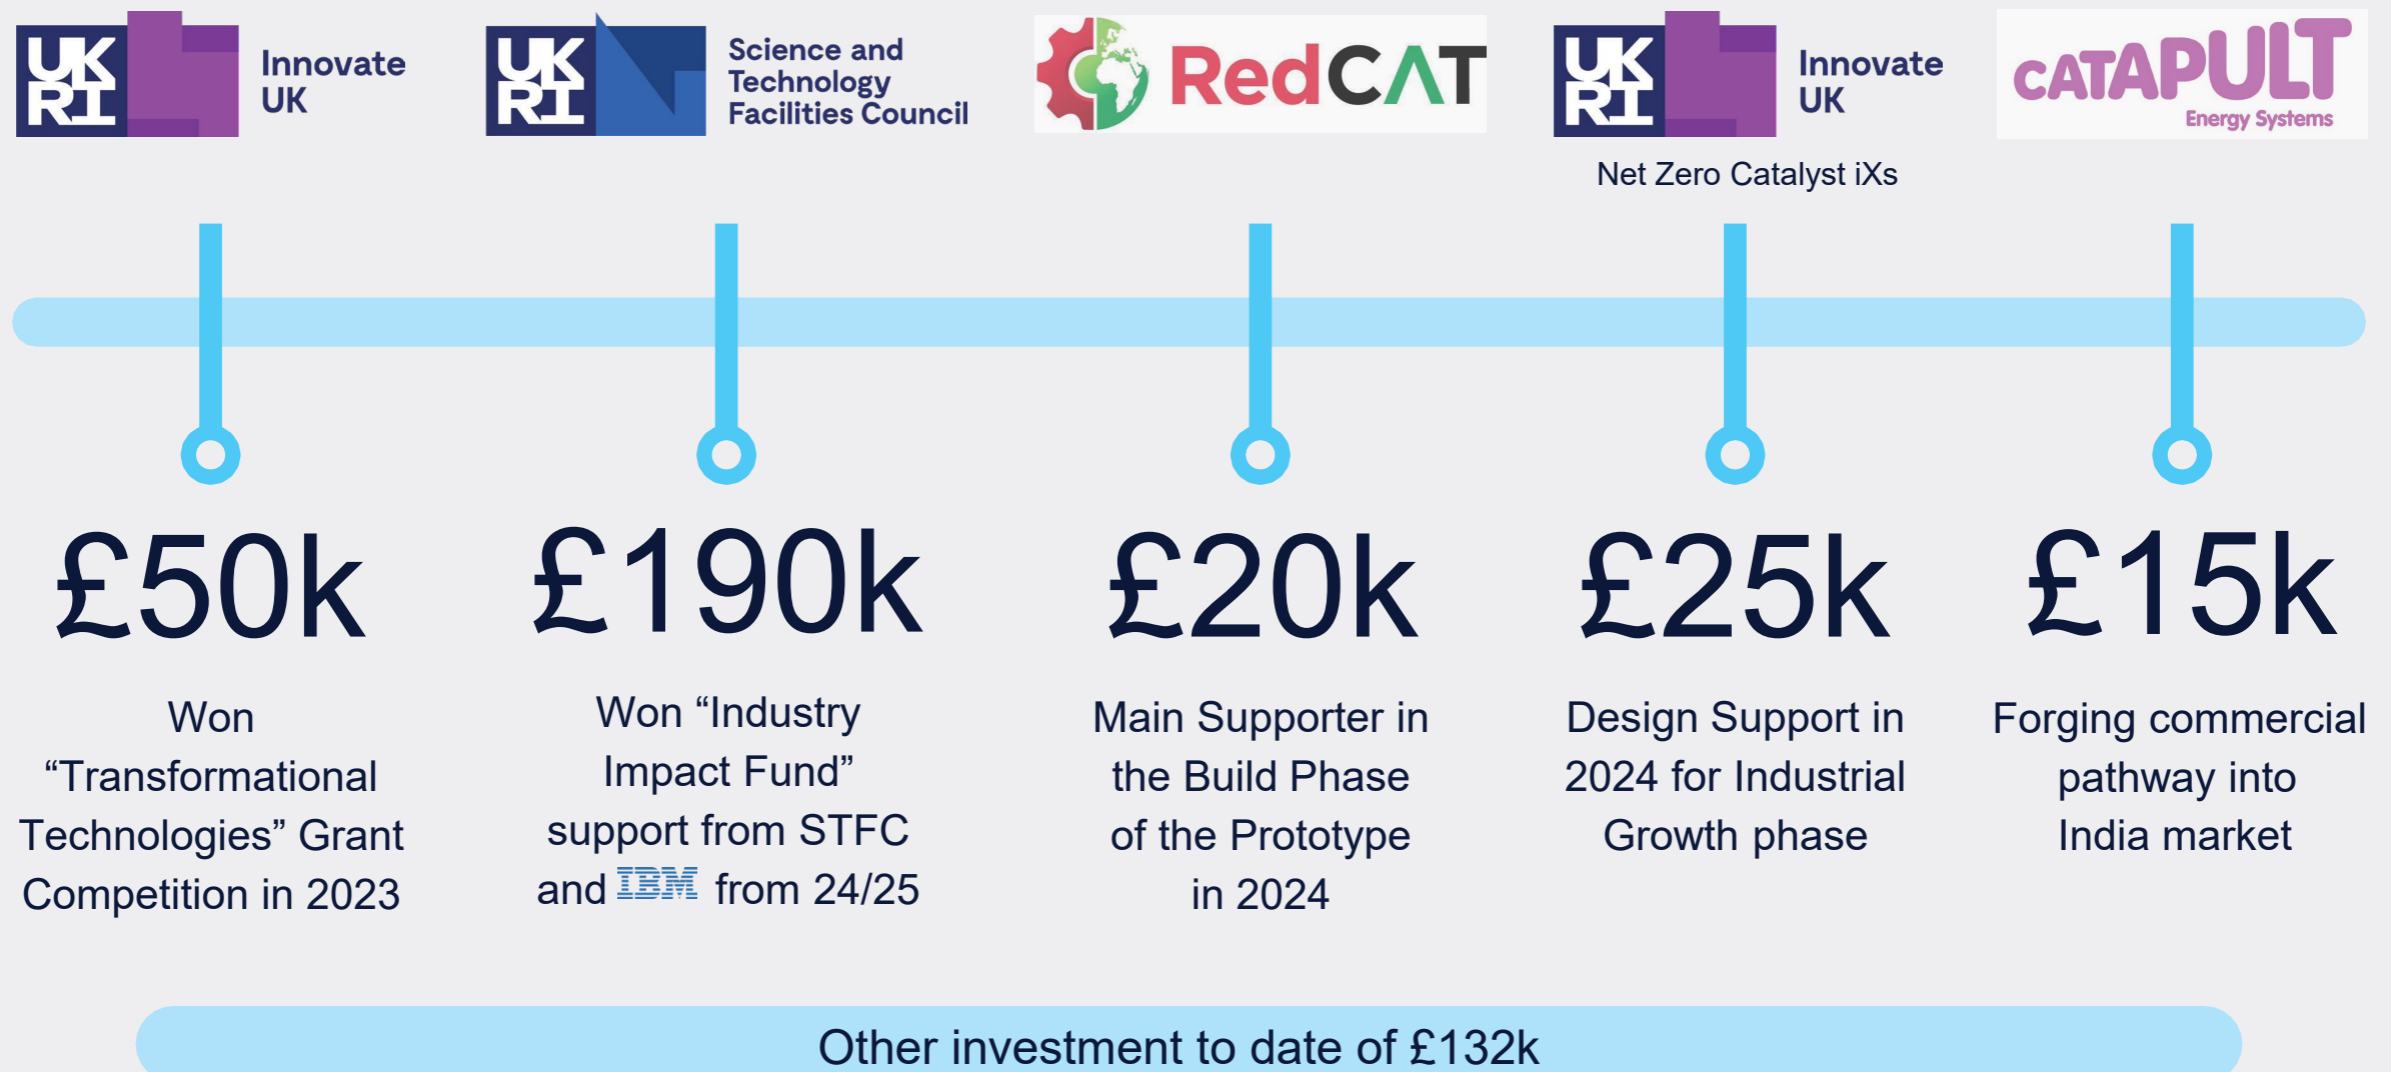 UK
RI
Innovate
UK
UK
RI
Science and
Technology
Facilities Council
RedCAT
UK
RI
Innovate
UK
Net Zero Catalyst iXs
CATAPULT
Energy Systems
£50k
Won
“Transformational
Technologies” Grant
Competition in 2023
£190k
Won “Industry
Impact Fund”
support from STFC
and IBM from 24/25
£20k
Main Supporter in
the Build Phase
of the Prototype
in 2024
£25k
Design Support in
2024 for Industrial
Growth phase
£15k
Forging commercial
pathway into
India market
Other investment to date of £132k